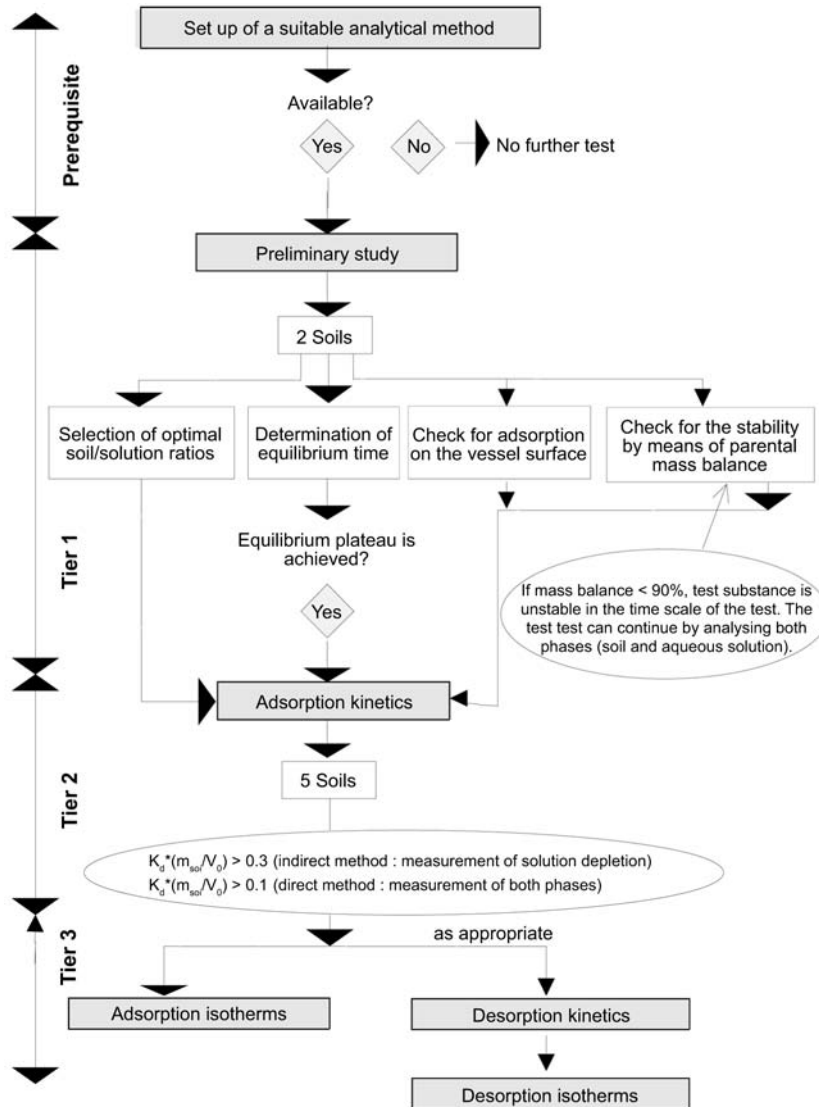 Set up of a suitable analytical method
Available?
Yes
No
No further test
Prerequisite
Preliminary study
2 Soils
Selection of optimal
soil/solution ratios
Determination of
equilibrium time
Check for adsorption
on the vessel surface
Check for the stability
by means of parental
mass balance
Equilibrium plateau is
achieved?
Yes
If mass balance < 90%, test substance is
unstable in the time scale of the test. The
test test can continue by analysing both
phases (soil and aqueous solution).
Tier 1
Adsorption kinetics
5 Soils
Tier 2
K_d*(m_soi/V_0) > 0.3 (indirect method : measurement of solution depletion)
K_d*(m_soi/V_0) > 0.1 (direct method : measurement of both phases)
Tier 3
as appropriate
Adsorption isotherms
Desorption kinetics
Desorption isotherms